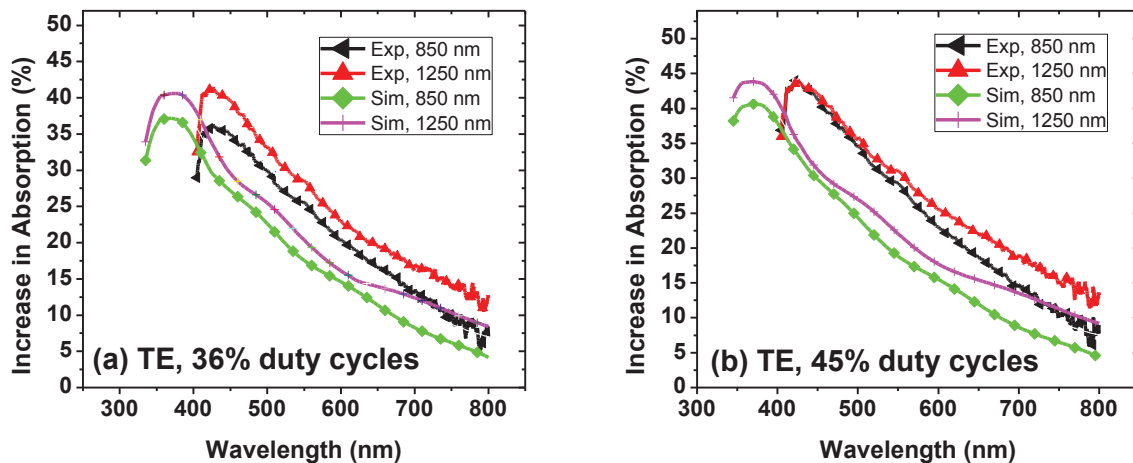 Increase in Absorption (%)
50
45
40
35
30
25
20
15
10
5
0
Exp, 850 nm
Exp, 1250 nm
Sim, 850 nm
Sim, 1250 nm
(a) TE, 36% duty cycles
300 400 500 600 700 800
Wavelength (nm)
Increase in Absorption (%)
50
45
40
35
30
25
20
15
10
5
0
Exp, 850 nm
Exp, 1250 nm
Sim, 850 nm
Sim, 1250 nm
(b) TE, 45% duty cycles
300 400 500 600 700 800
Wavelength (nm)